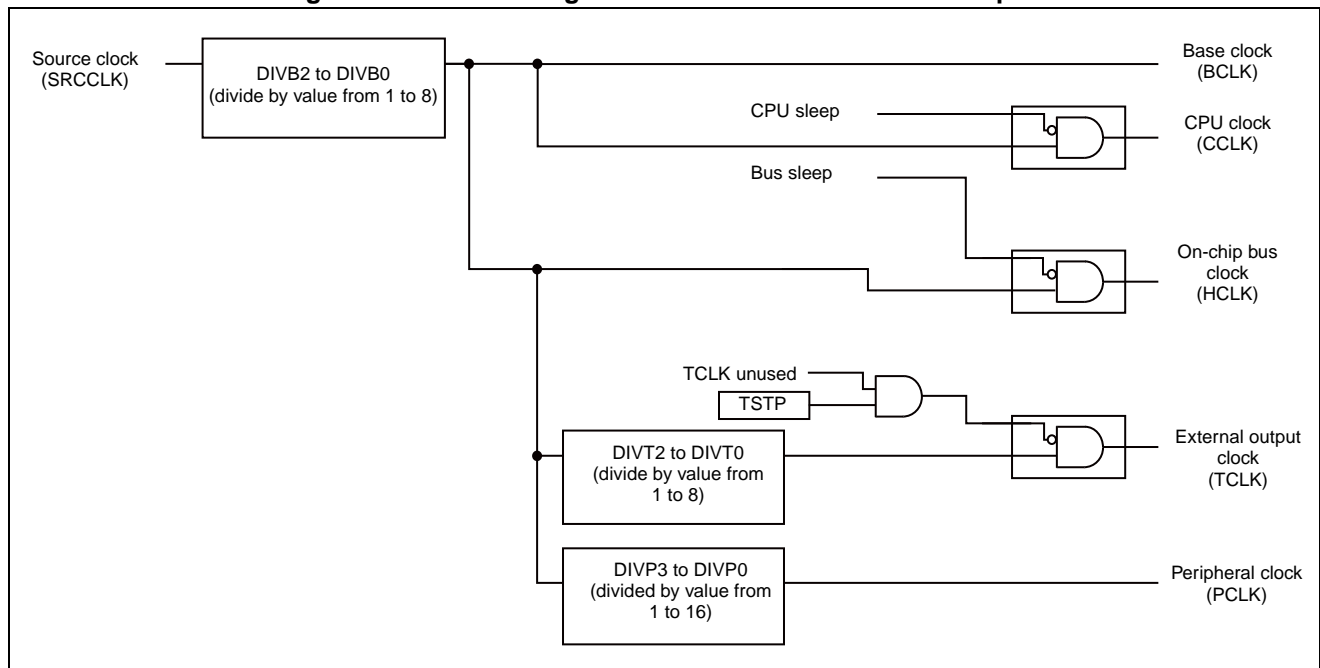 Source clock
(SRCCLK)
DIVB2 to DIVB0
(divide by value from 1 to 8)
Base clock
(BCLK)
CPU sleep
CPU clock
(CCLK)
Bus sleep
On-chip bus
clock
(HCLK)
TCLK unused
TSTP
External output
clock
(TCLK)
DIVT2 to DIVT0
(divide by value from
1 to 8)
DIVP3 to DIVP0
(divided by value from
1 to 16)
Peripheral clock
(PCLK)